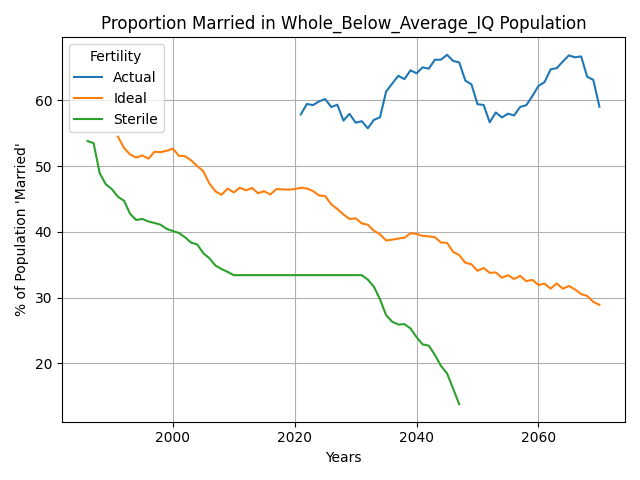 Proportion Married in Whole_Below_Average_IQ Population
Fertility
Actual
Ideal
Sterile
% of Population 'Married'
60
50
40
30
20
2000
2020
2040
2060
Years